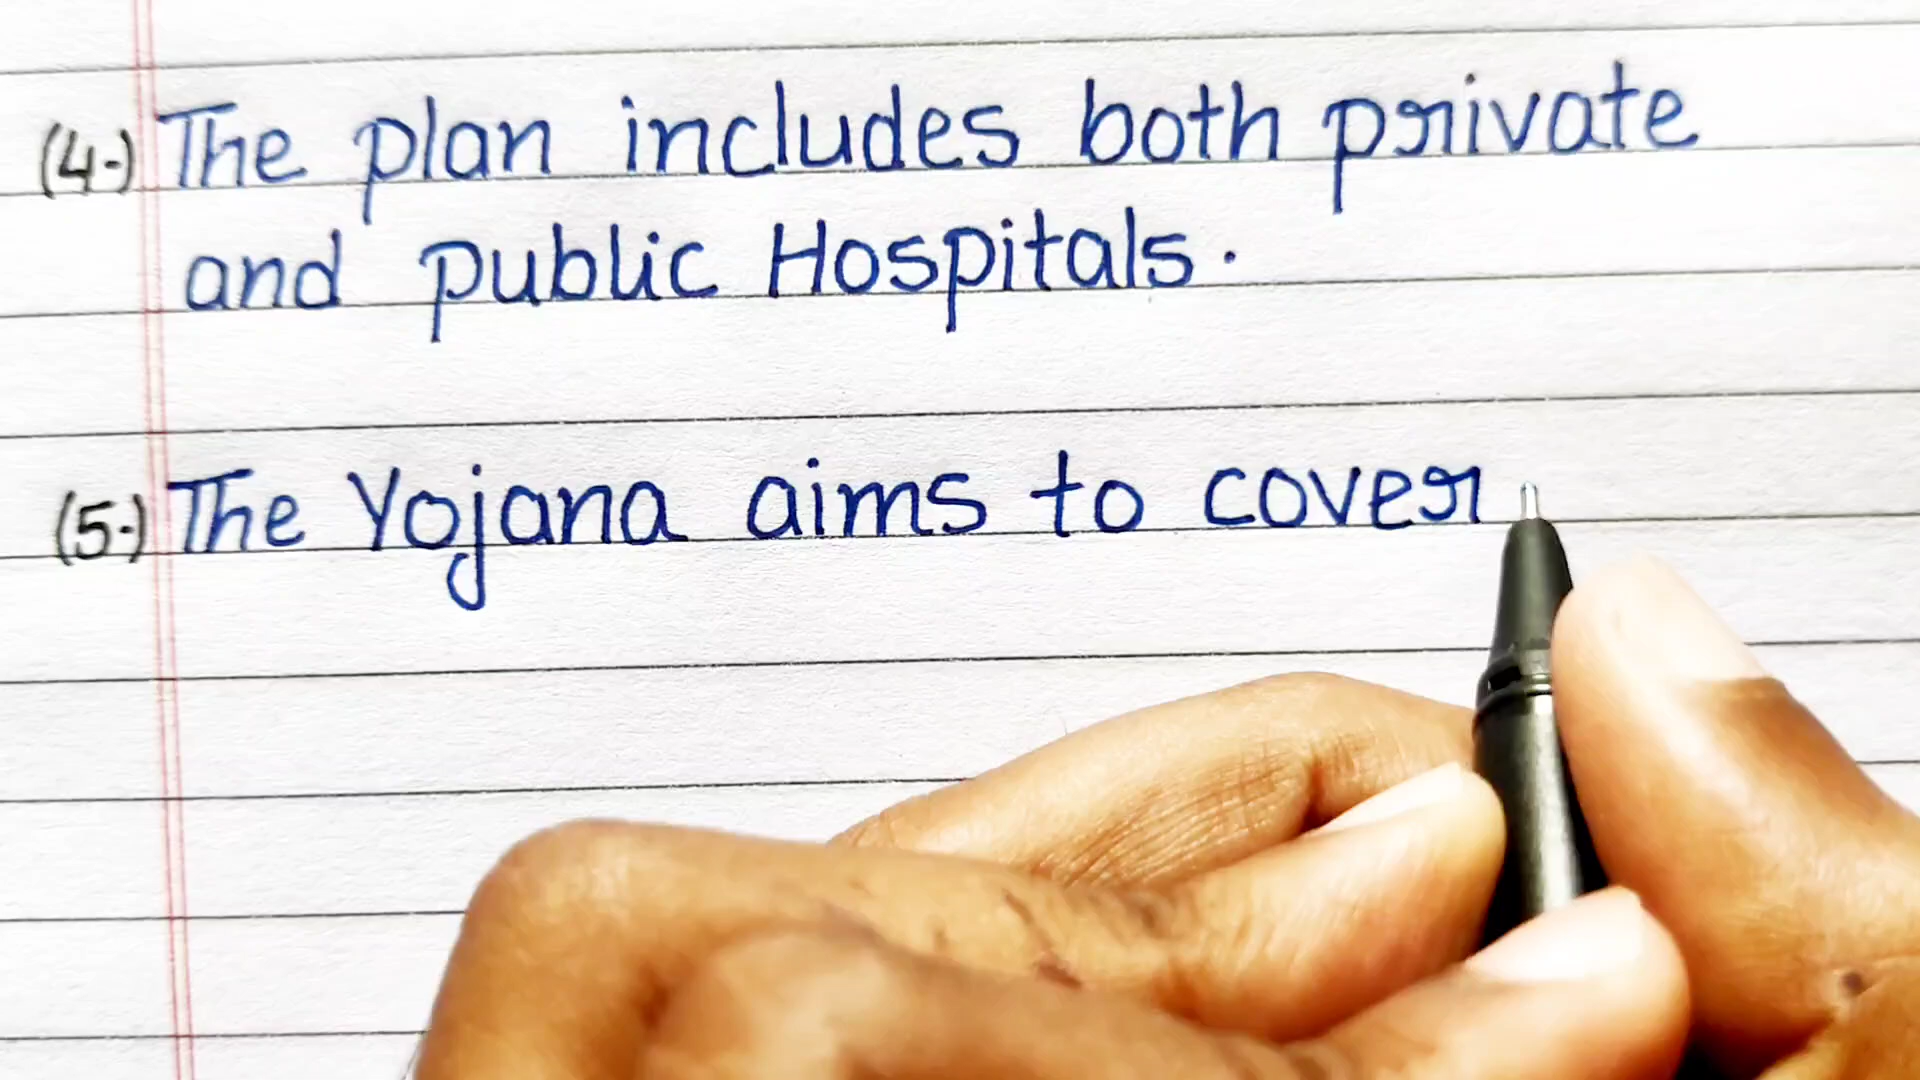 (4.) The plan includes both private
and public Hospitals.
(5.) The Yojana aims to cover